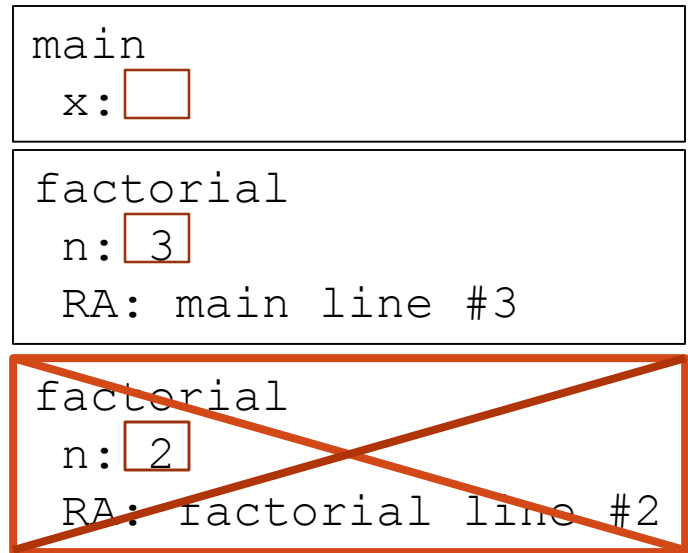 main
x:
factorial
n: 3
RA: main line #3
factorial
n: 2
RA: factorial line #2